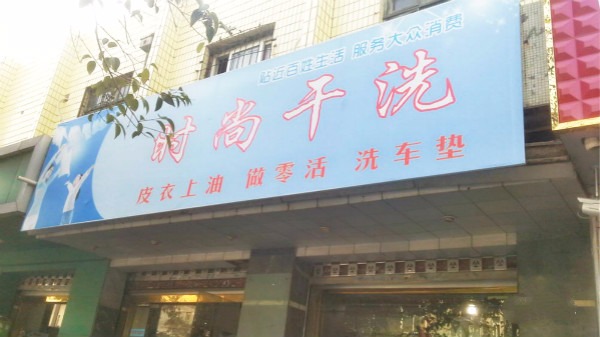 贴近百姓生活 服务大众消费
时尚干洗
皮衣上油 做零活 洗车垫